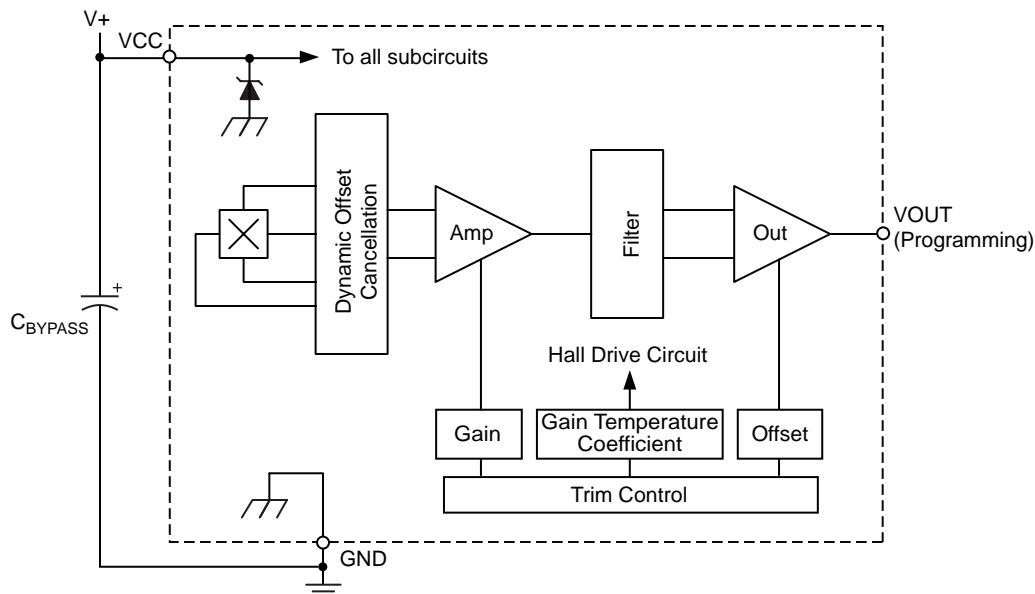 V+
VCC
To all subcircuits
Dynamic Offset
Cancellation
Amp
Filter
Out
VOUT
(Programming)
+
CBYPASS
Hall Drive Circuit
Gain
Gain Temperature
Coefficient
Offset
Trim Control
GND